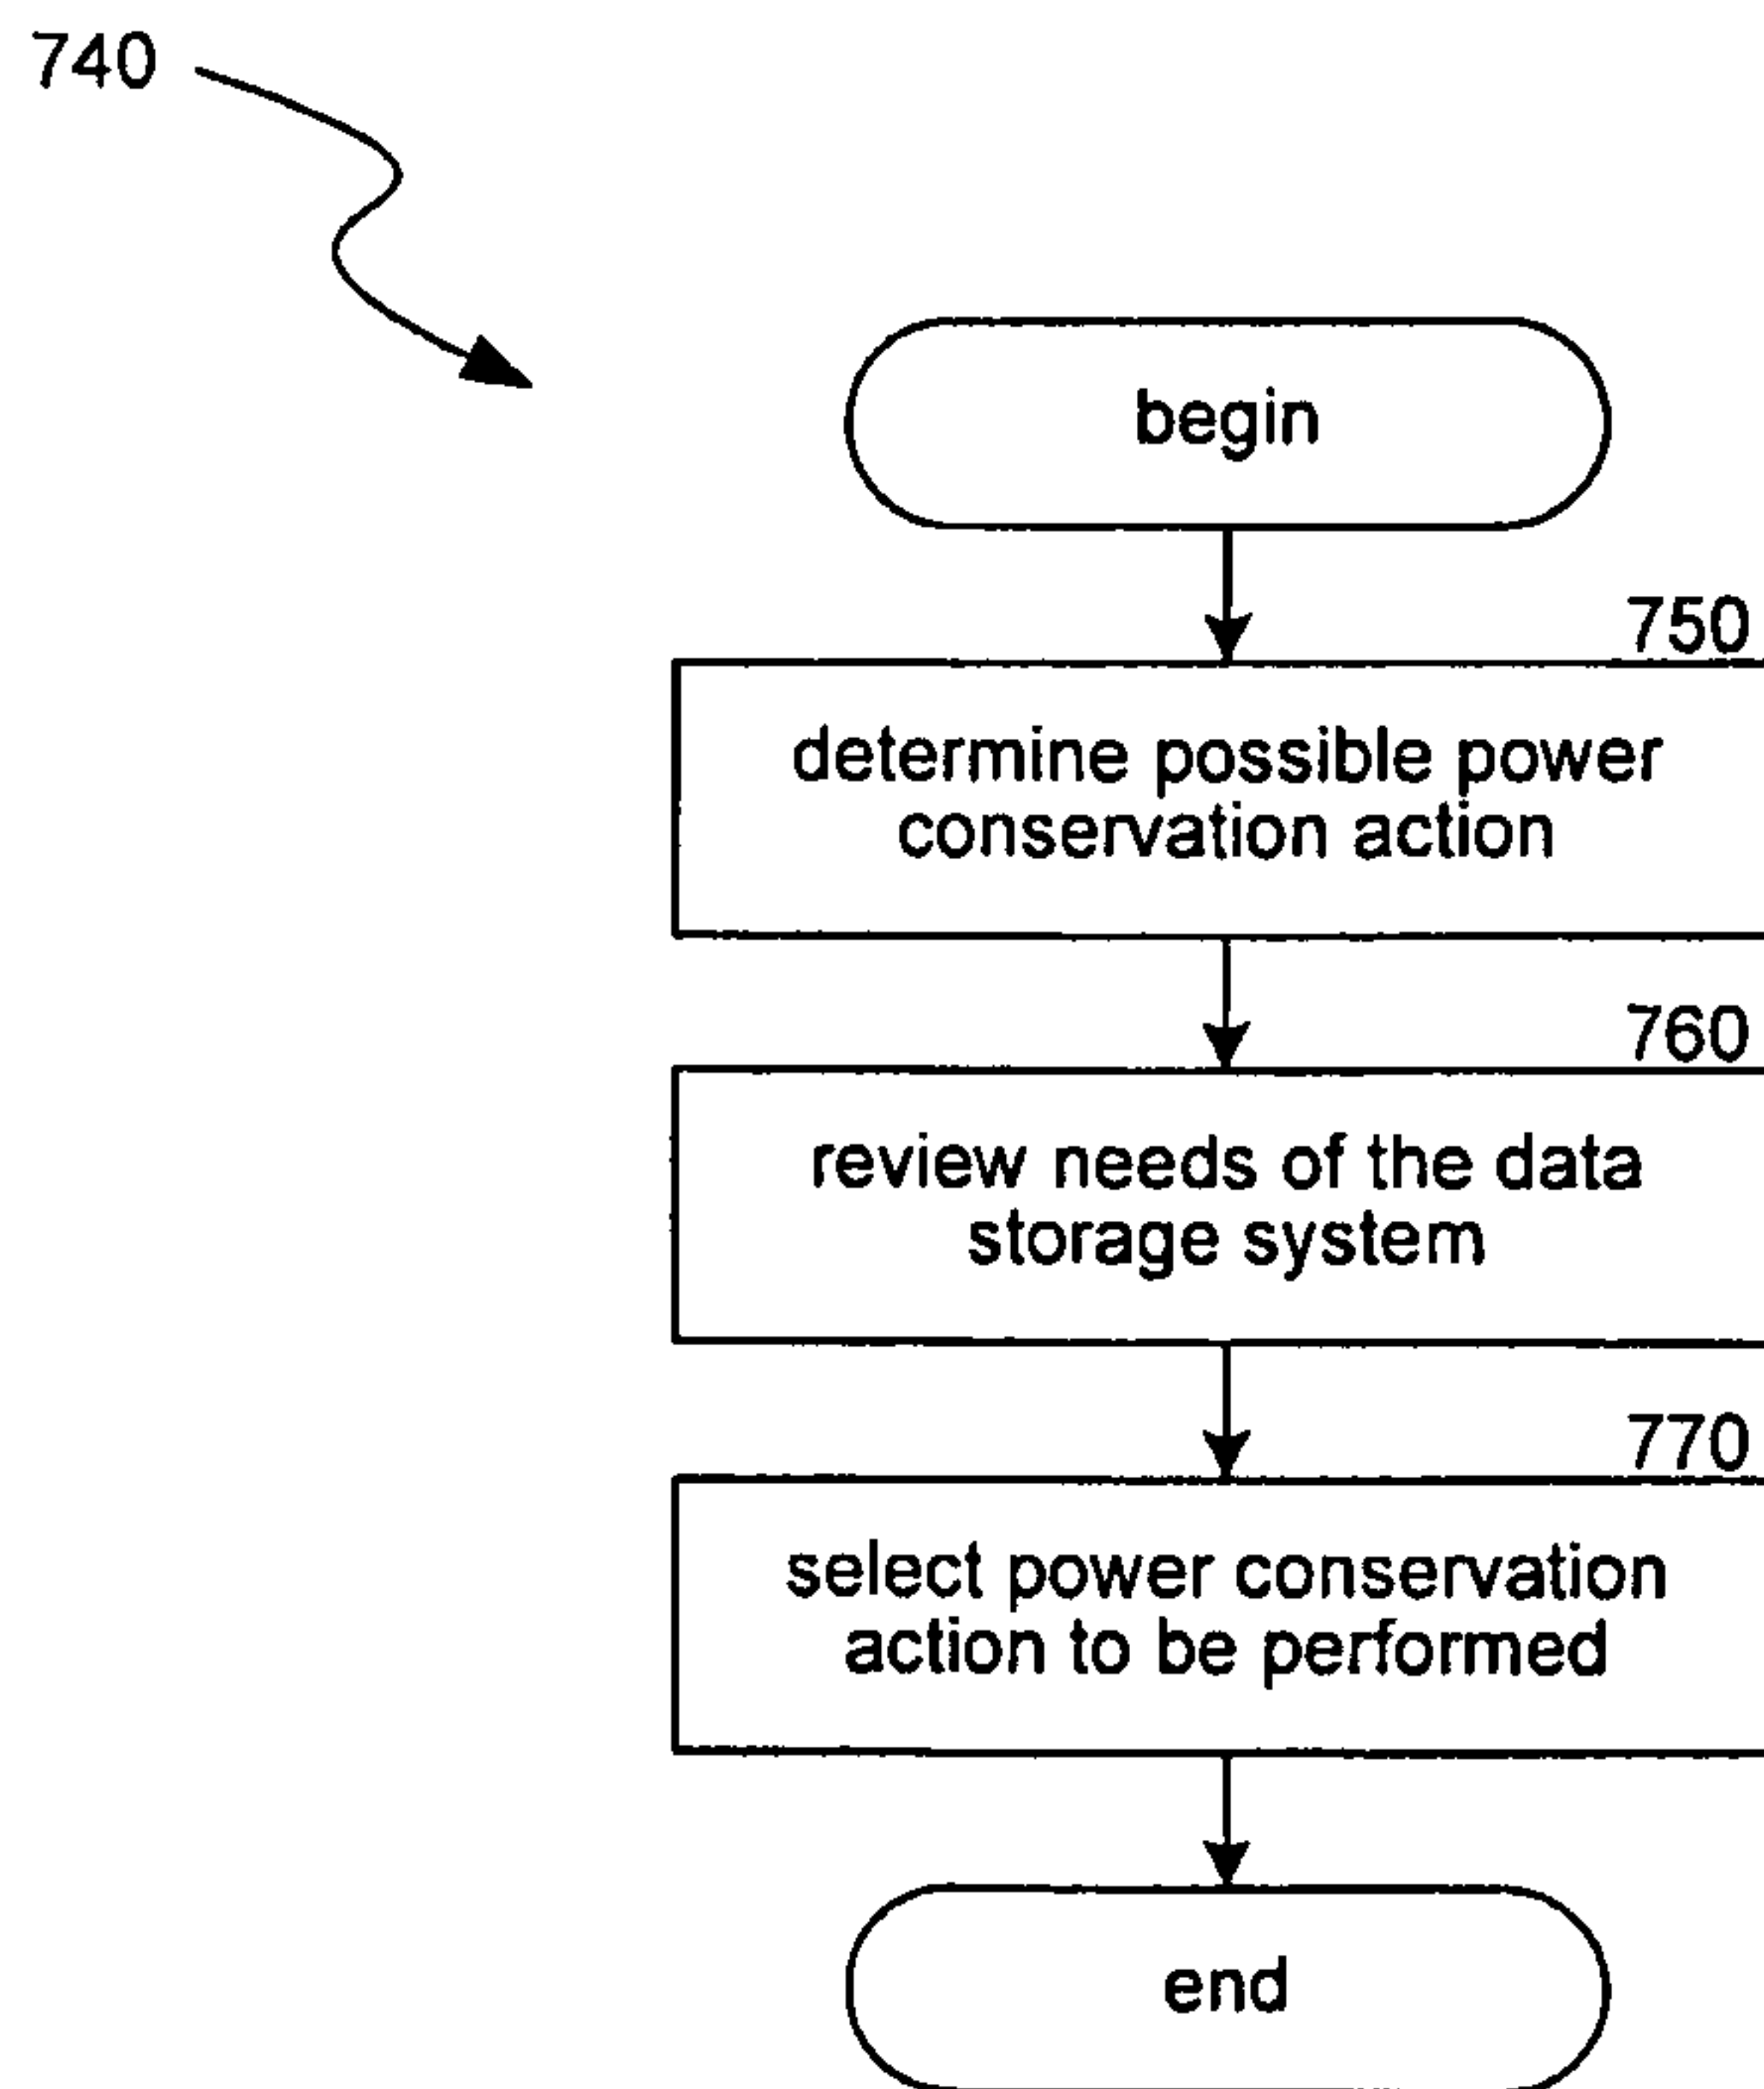 740
begin
750
determine possible power
conservation action
760
review needs of the data
storage system
770
select power conservation
action to be performed
end